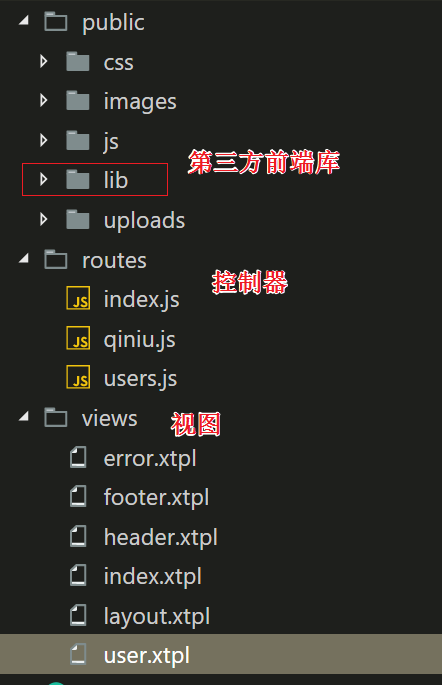 public
css
images
js
第三方前端库
lib
uploads
routes
控制器
JS index.js
JS qiniu.js
JS users.js
views
视图
error.xtpl
footer.xtpl
header.xtpl
index.xtpl
layout.xtpl
user.xtpl